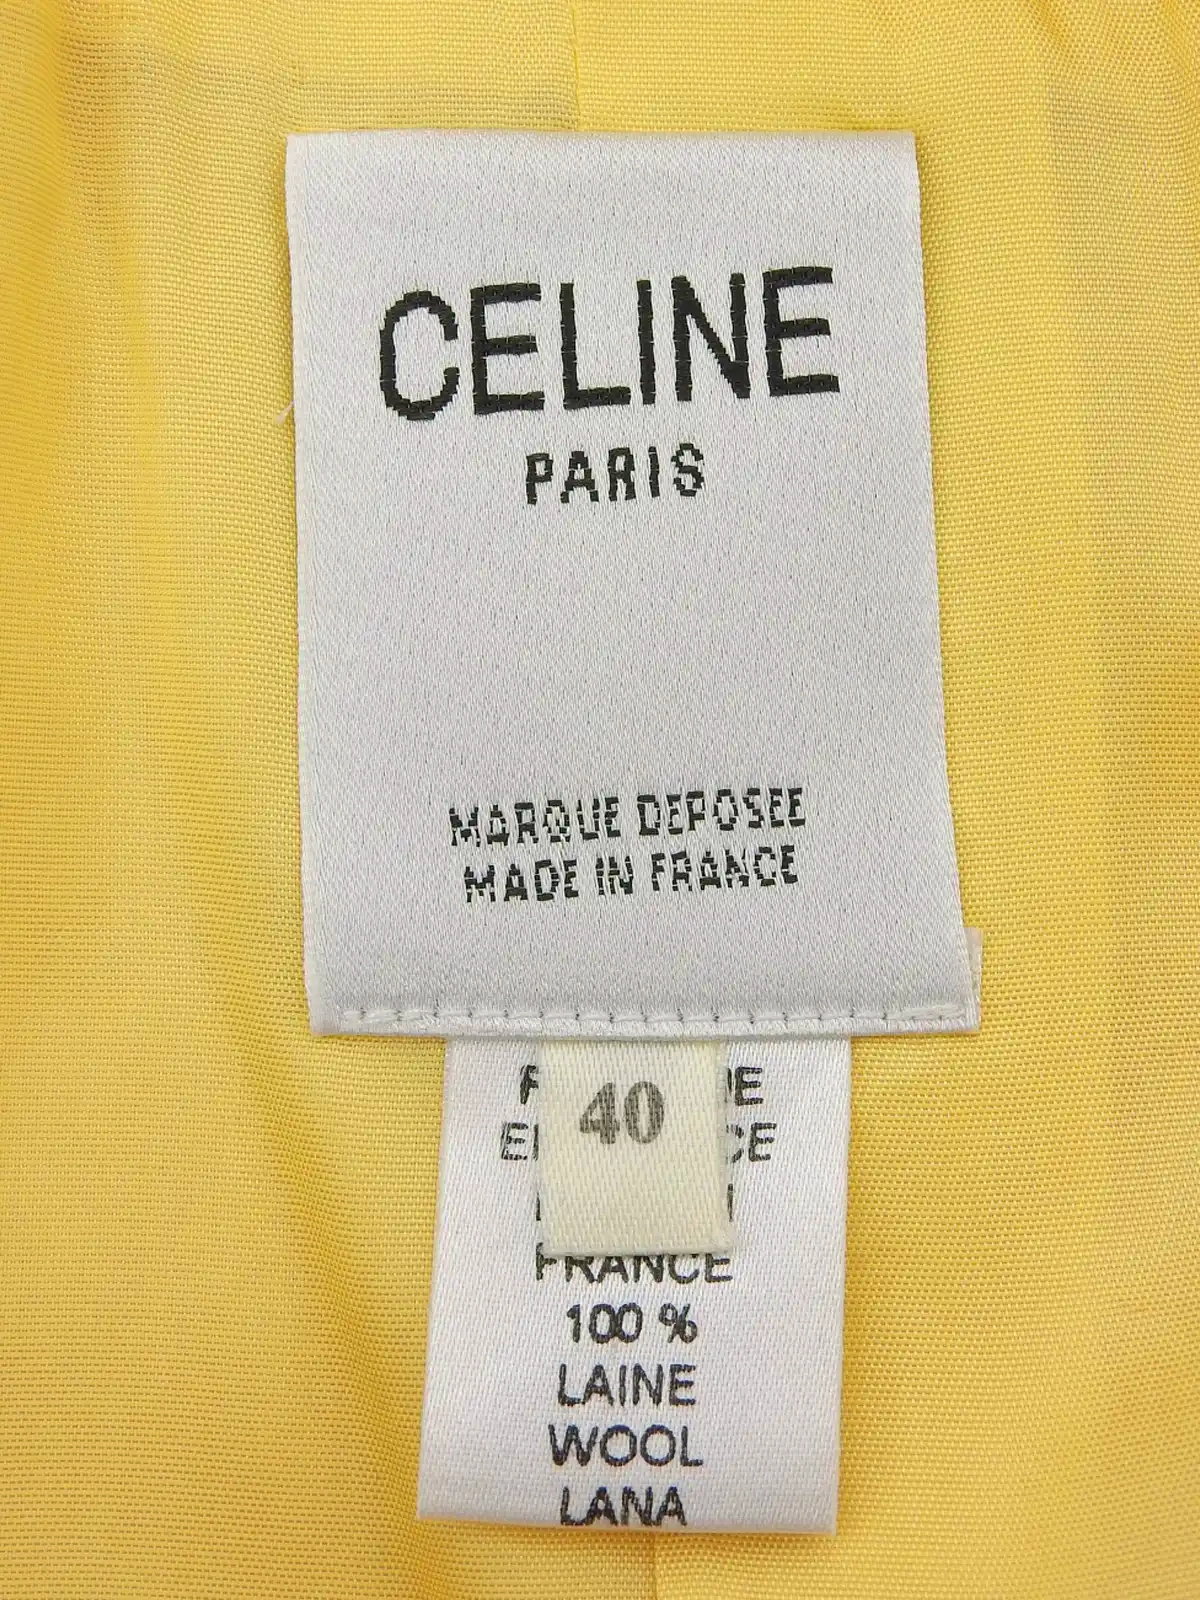 CELINE
PARIS
MARQUE DEPOSEE
MADE IN FRANCE
40
FRANCE
100 %
LAINE
WOOL
LANA